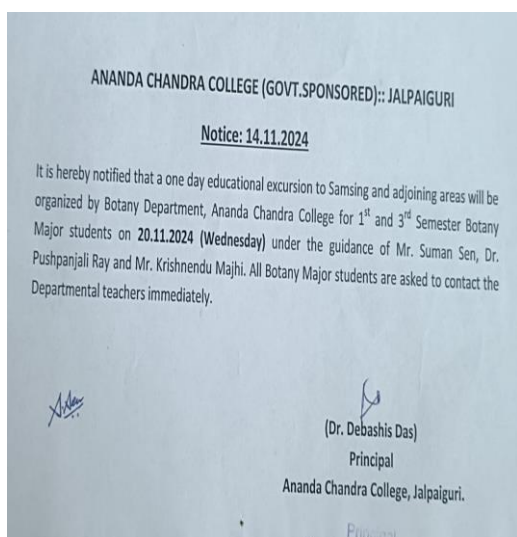 ANANDA CHANDRA COLLEGE (GOVT.SPONSORED):: JALPAIGURI
Notice: 14.11.2024
It is hereby notified that a one day educational excursion to Samsing and adjoining areas will be
organized by Botany Department, Ananda Chandra College for 1st and 3rd Semester Botany
Major students on 20.11.2024 (Wednesday) under the guidance of Mr. Suman Sen, Dr.
Pushpanjali Ray and Mr. Krishnendu Majhi. All Botany Major students are asked to contact the
Departmental teachers immediately.
(Dr. Debashis Das)
Principal
Ananda Chandra College, Jalpaiguri.
Principal